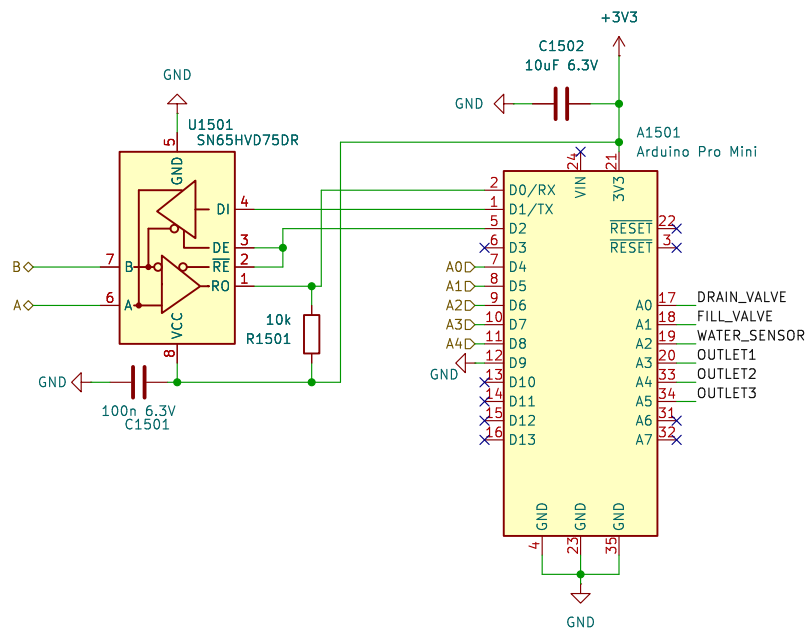 +3V3
C1502
10uF 6.3V
GND
GND
U1501
SN65HVD75DR
A1501
Arduino Pro Mini
5
GND
24
21
VIN
3V3
2
D0/RX
DI
4
1
D1/TX
5
D2
RESET
22
DE
3
6
D3
RESET
3
B
7
B
RE
2
A0
7
D4
RO
1
A1
8
D5
A
6
A
A2
9
D6
A0
17
DRAIN_VALVE
VCC
10k
R1501
A3
10
D7
A1
18
FILL_VALVE
A4
11
D8
A2
19
WATER_SENSOR
8
GND
12
D9
A3
20
OUTLET1
GND
13
D10
A4
33
OUTLET2
100n 6.3V
C1501
14
D11
A5
34
OUTLET3
15
D12
A6
31
16
D13
A7
32
GND
GND
GND
4
23
35
GND